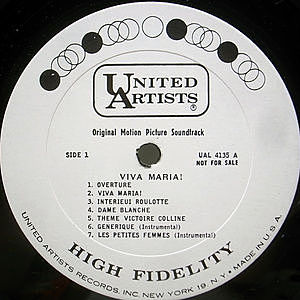 UNITED
ARTISTS
®
Original Motion Picture Soundtrack
SIDE 1
UAL 4135 A
NOT FOR SALE
VIVA MARIA!
1. OVERTURE
2. VIVA MARIA!
3. INTERIEUI ROULOTTE
4. DAME BLANCHE
5. THEME VICTOIRE COLLINE
6. GENERIQUE (Instrumental)
7. LES PETITES FEMMES (Instrumental)
HIGH FIDELITY
UNITED ARTISTS RECORDS, INC. NEW YORK 19, N.Y. • MADE IN U.S.A.